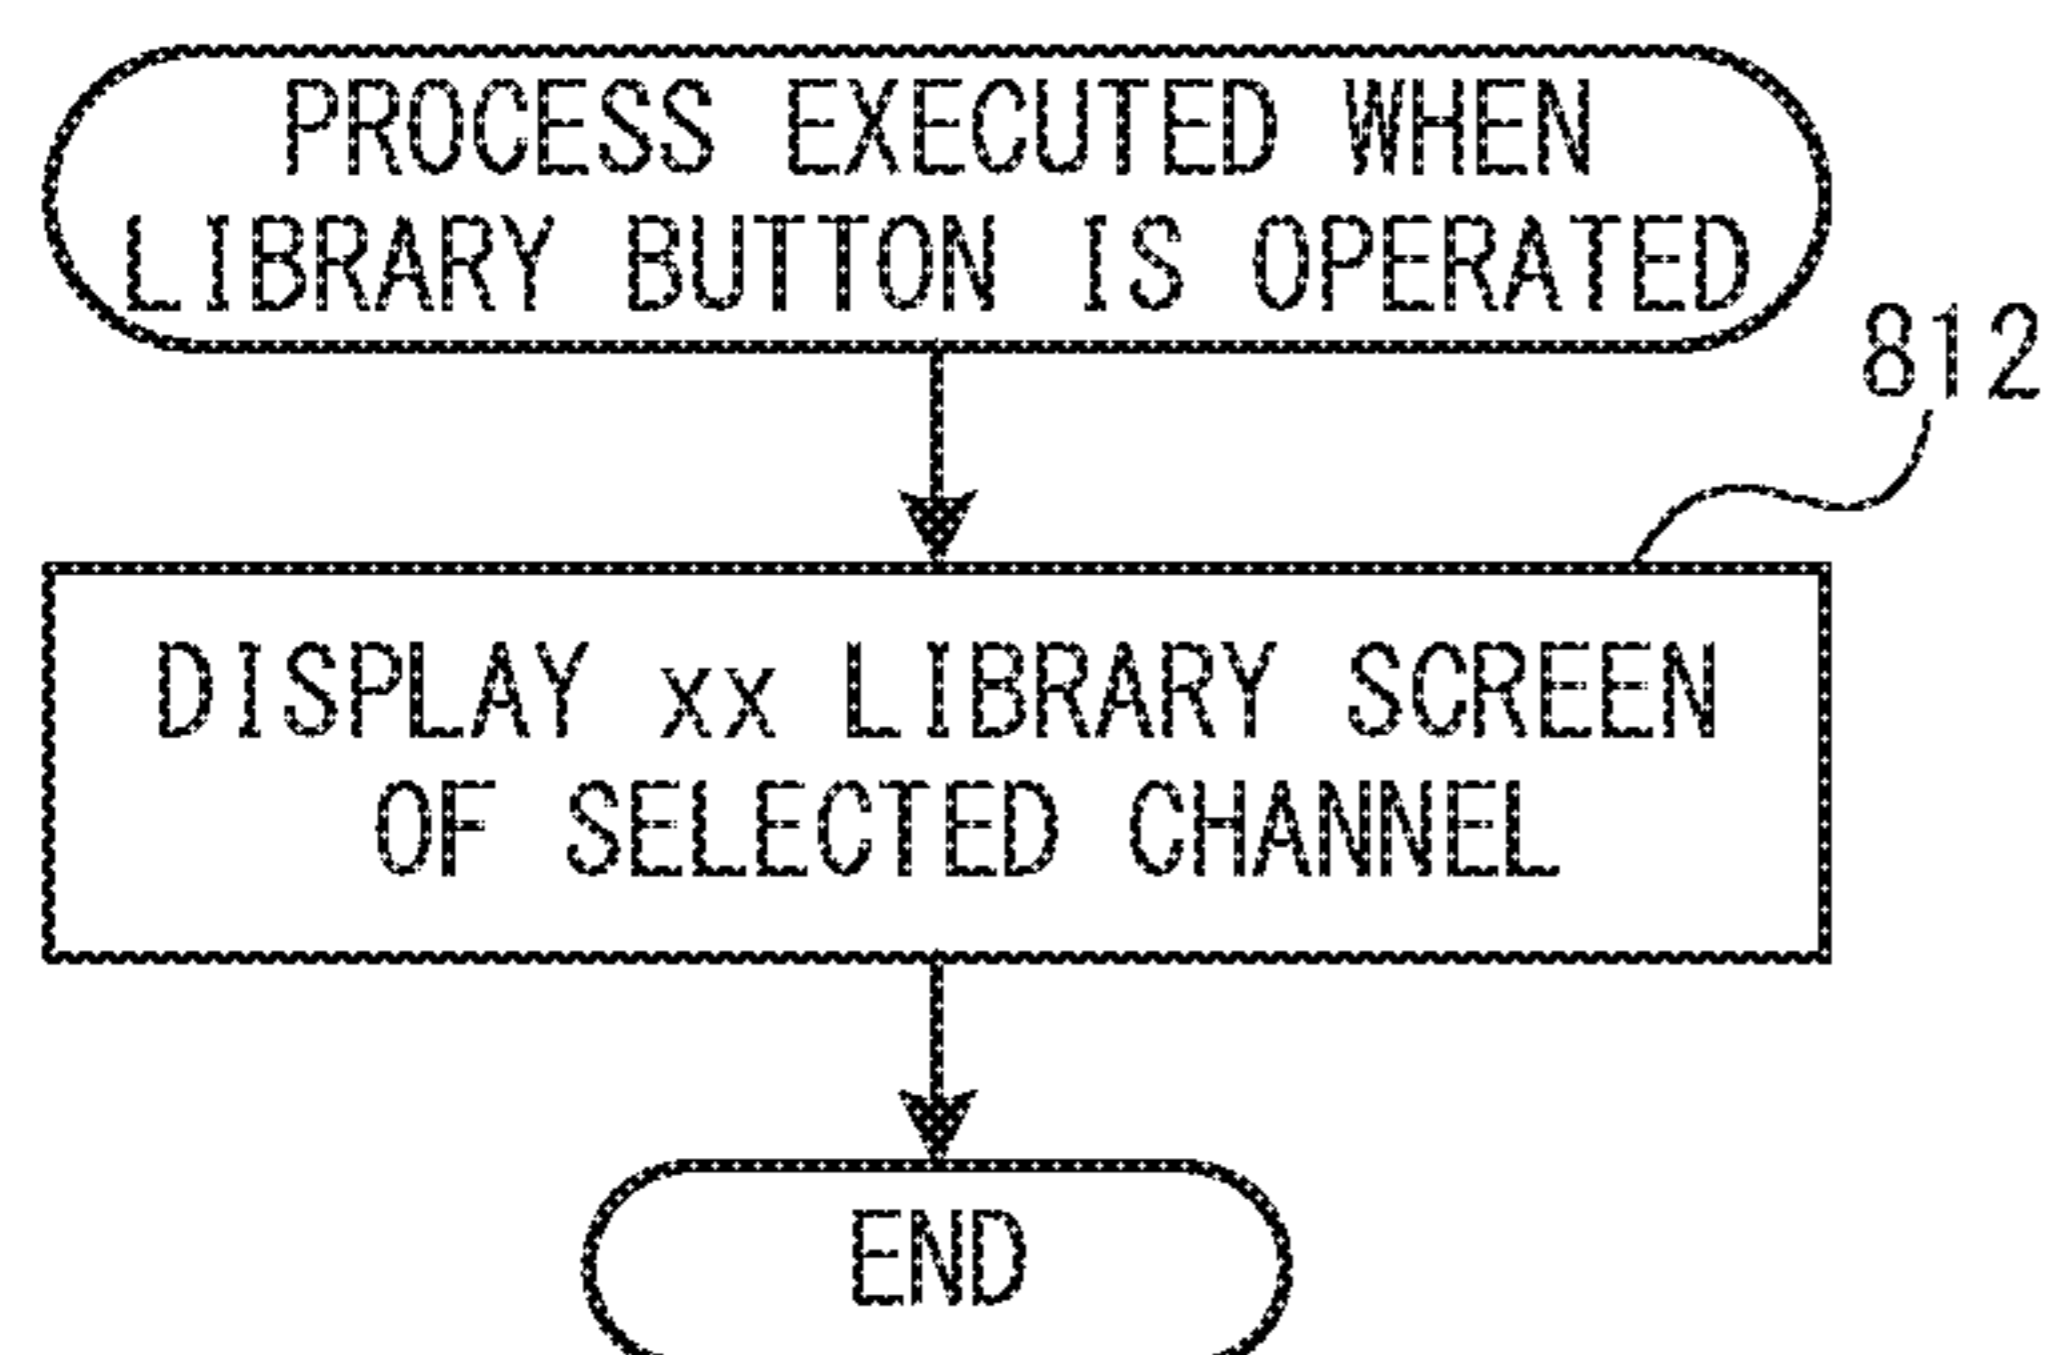 PROCESS EXECUTED WHEN
LIBRARY BUTTON IS OPERATED
812
DISPLAY xx LIBRARY SCREEN
OF SELECTED CHANNEL
END